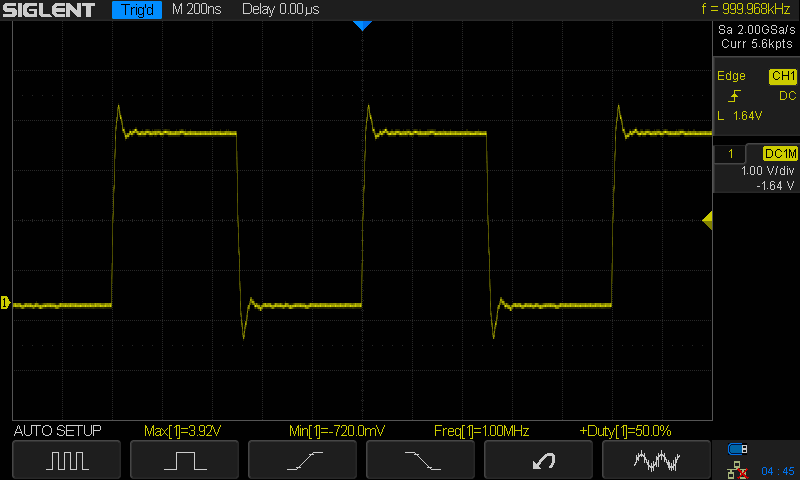 SIGLENT Trig'd M 200ns Delay 0.00µs f = 999.968kHz
Sa 2.00GSa/s
Curr 5.6kpts
Edge CH1
DC
L 1.64V
1 DC1M
1.00 V/div
-1.64 V
1
AUTO SETUP Max[1]=3.92V Min[1]=-720.0mV Freq[1]=1.00MHz +Duty[1]=50.0%
04:45